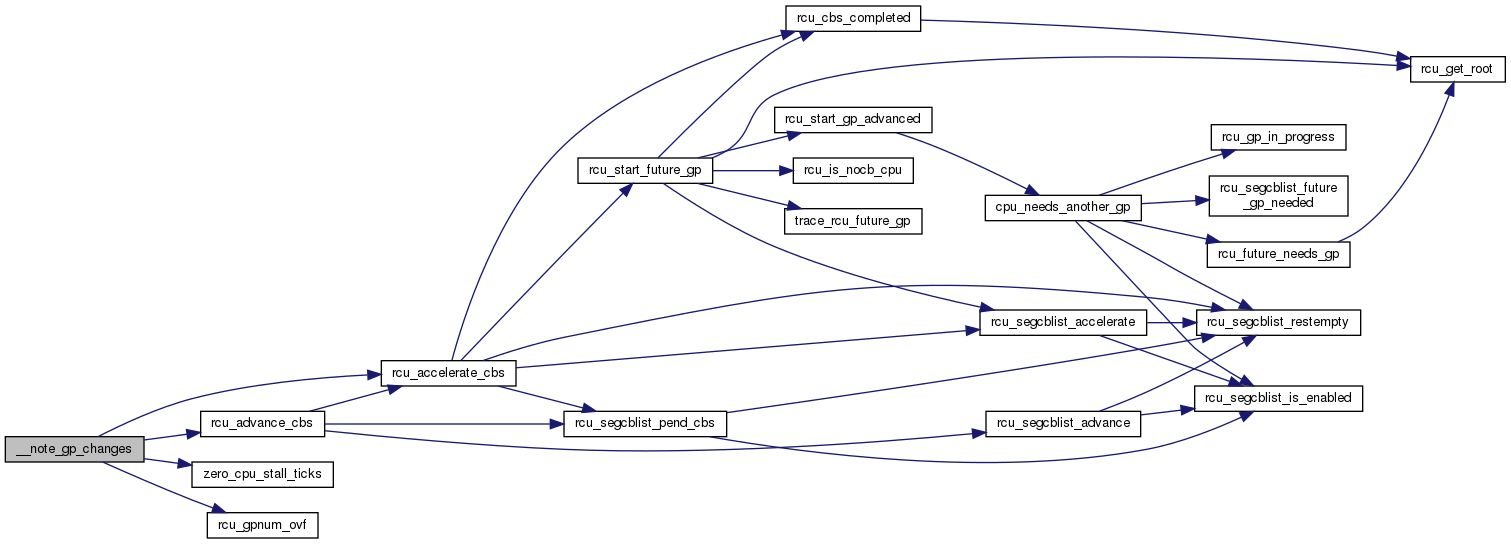 rcu_cbs_completed
rcu_get_root
rcu_start_gp_advanced
rcu_gp_in_progress
rcu_start_future_gp
rcu_is_nocb_cpu
rcu_segcblist_future
_gp_needed
cpu_needs_another_gp
trace_rcu_future_gp
rcu_future_needs_gp
rcu_segcblist_accelerate
rcu_segcblist_restempty
rcu_accelerate_cbs
rcu_segcblist_is_enabled
rcu_advance_cbs
rcu_segcblist_pend_cbs
rcu_segcblist_advance
__note_gp_changes
zero_cpu_stall_ticks
rcu_gpnum_ovf